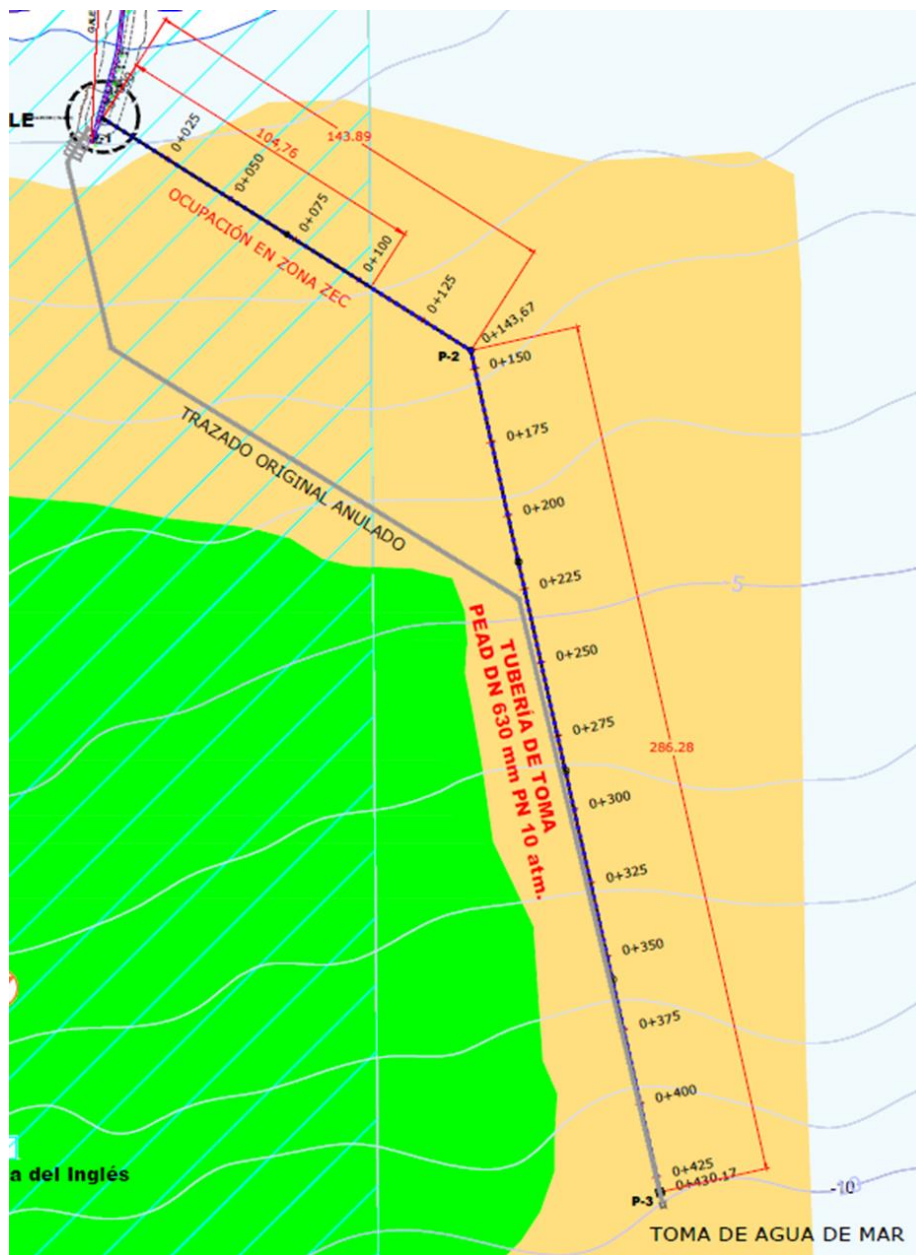 G.N.E
LE
0+025
0+050
0+075
0+100
0+125
104,76
143.89
OCUPACIÓN EN ZONA ZEC
0+143,67
P-2
0+150
0+175
0+200
0+225
0+250
0+275
0+300
0+325
0+350
0+375
0+400
0+425
0+430.17
TRAZADO ORIGINAL ANULADO
TUBERÍA DE TOMA
PEAD DN 630 mm PN 10 atm.
286.28
-5
-10
P-3
a del Inglés
TOMA DE AGUA DE MAR